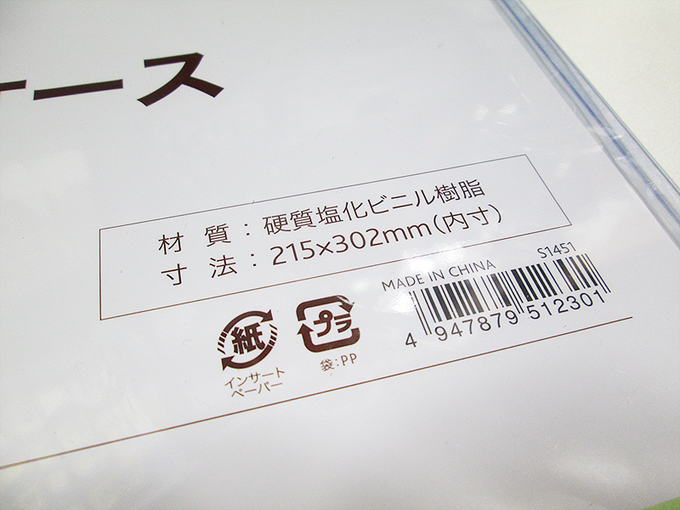 ケース
材質：硬質塩化ビニル樹脂
寸法：215×302mm(内寸)
MADE IN CHINA
S1451
4 947879 512301
紙
インサート
ペーパー
プラ
袋：PP